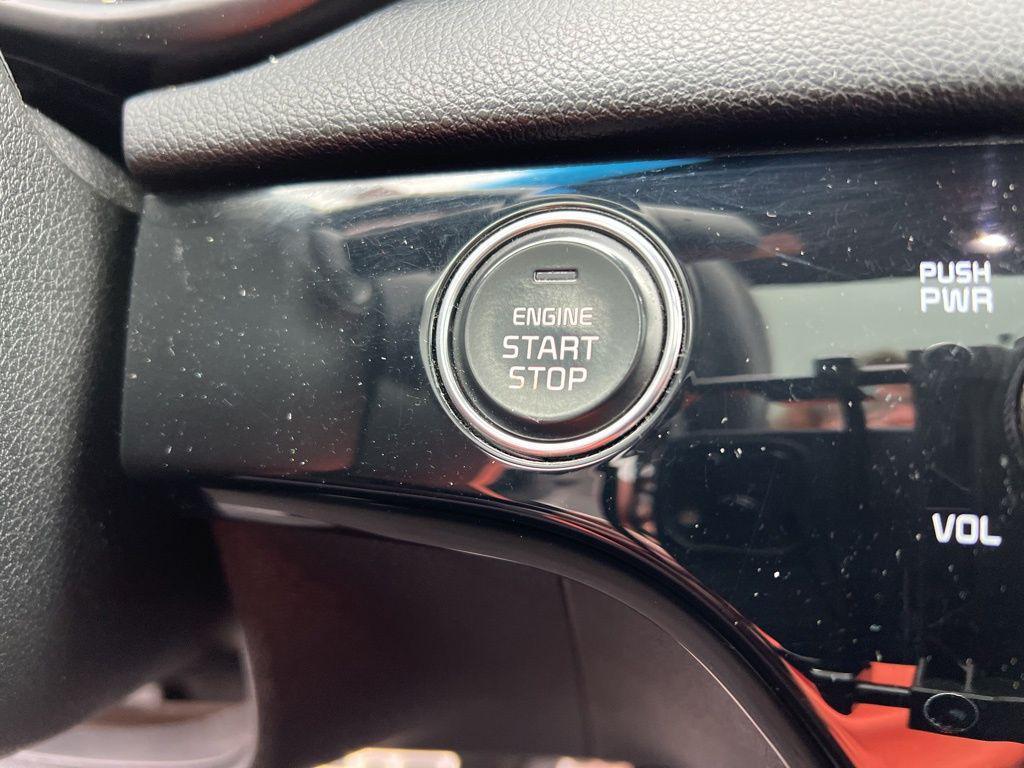 ENGINE
START
STOP
PUSH
PWR
VOL